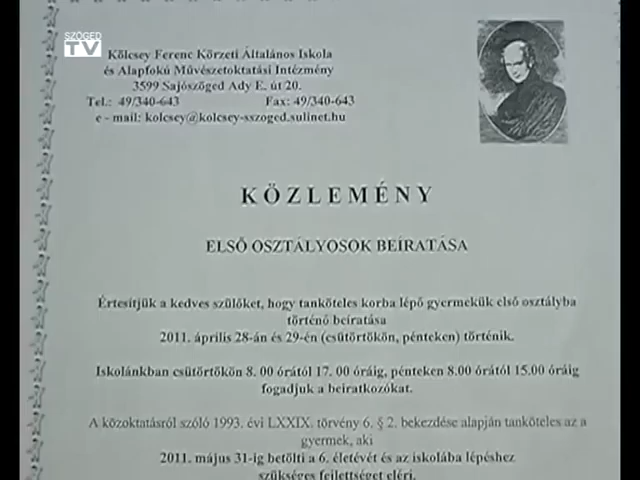 SZÖGED
TV
Kölcsey Ferenc Körzeti Általános Iskola
és Alapfokú Művészetoktatási Intézmény
3599 Sajószöged Ady E. út 20.
Tel.: 49/340-643 Fax: 49/340-643
e - mail: kolcsey@kolcsey-sszoged.sulinet.hu
KÖZLEMÉNY
ELSŐ OSZTÁLYOSOK BEÍRATÁSA
Értesítjük a kedves szülőket, hogy tanköteles korba lépő gyermekük első osztályba
történő beíratása
2011. április 28-án és 29-én (csütörtökön, pénteken) történik.
Iskolánkban csütörtökön 8. 00 órától 17. 00 óráig, pénteken 8.00 órától 15.00 óráig
fogadjuk a beiratkozókat.
A közoktatásról szóló 1993. évi LXXIX. törvény 6. § 2. bekezdése alapján tanköteles az a
gyermek, aki
2011. május 31-ig betölti a 6. életévét és az iskolába lépéshez
szükséges fejlettséget eléri.